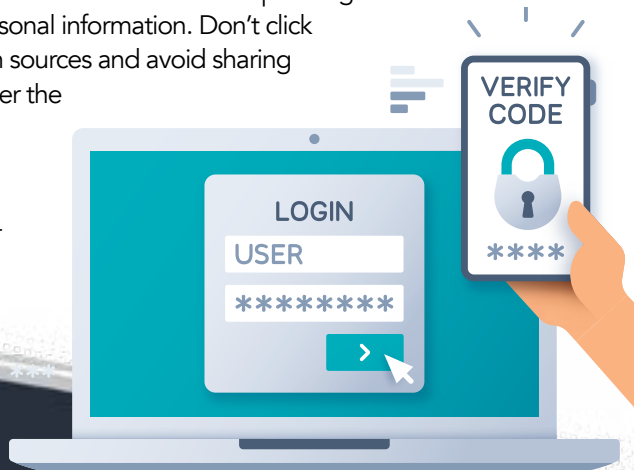 sonal information. Don't click
sources and avoid sharing
er the
VERIFY
CODE
****
LOGIN
USER
********
***